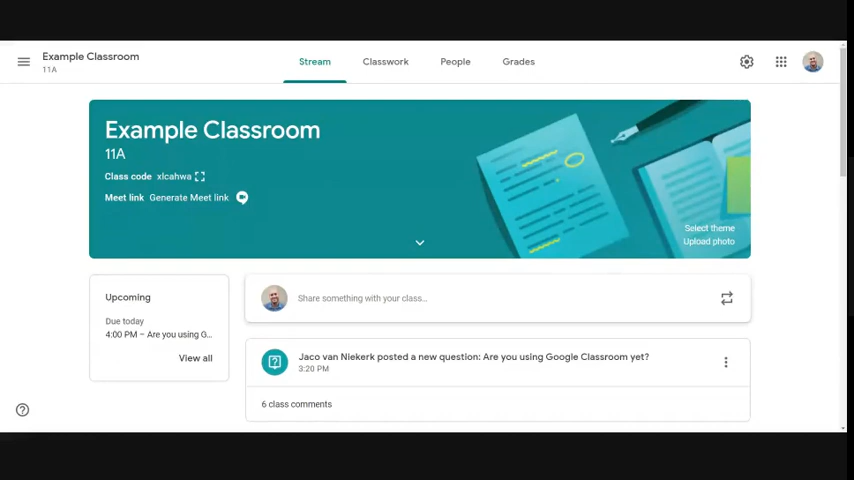 Example Classroom
11A
Stream
Classwork
People
Grades
Example Classroom
11A
Class code xlcahwa
Meet link Generate Meet link
Select theme
Upload photo
Upcoming
Due today
4:00 PM – Are you using G...
View all
Share something with your class...
Jaco van Niekerk posted a new question: Are you using Google Classroom yet?
3:20 PM
6 class comments